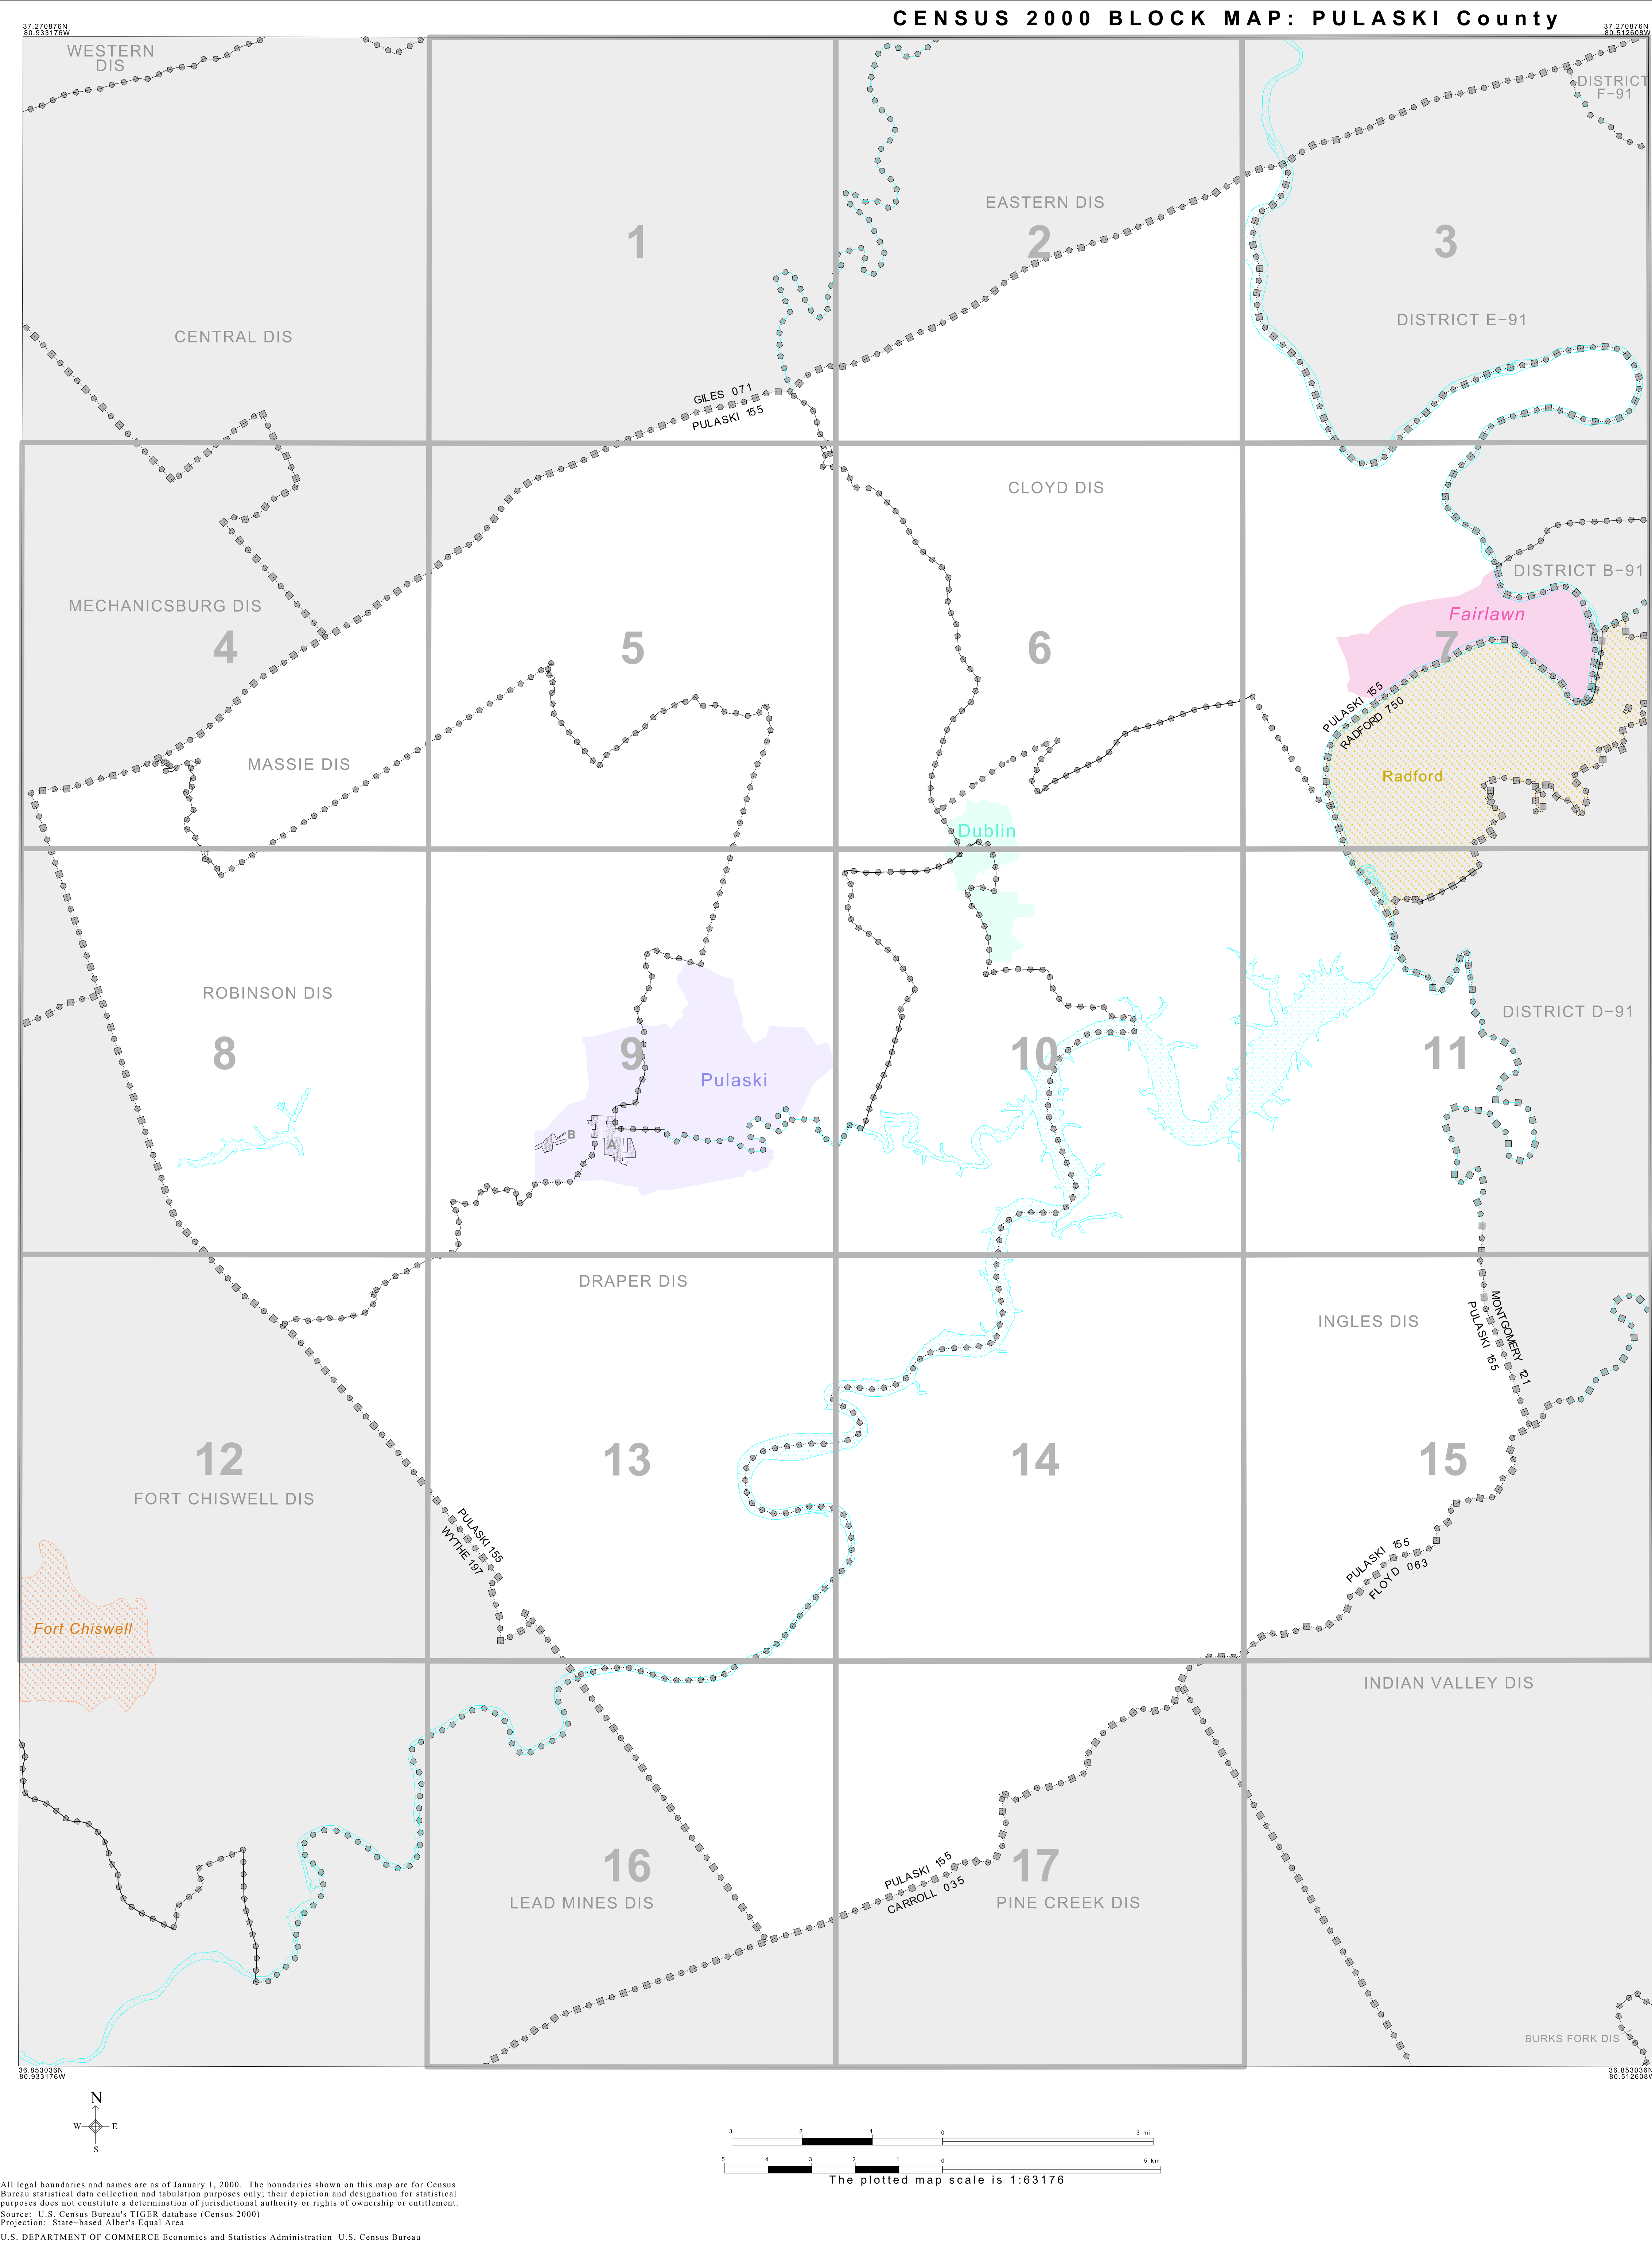 CENSUS 2000 BLOCK MAP: PULASKI County
37.270876N
80.933176W
37.270876N
80.512608W
WESTERN
DIS
DISTRICT
F−91
1
EASTERN DIS
2
3
DISTRICT E−91
CENTRAL DIS
GILES 071
PULASKI 155
CLOYD DIS
DISTRICT B−91
MECHANICSBURG DIS
4
5
6
Fairlawn
7
PULASKI 155
RADFORD 750
MASSIE DIS
Radford
Dublin
ROBINSON DIS
DISTRICT D−91
8
9
10
11
Pulaski
B
A
DRAPER DIS
INGLES DIS
MONTGOMERY 121
PULASKI 155
12
13
14
15
FORT CHISWELL DIS
PULASKI 155
WYTHE 197
PULASKI 155
FLOYD 063
Fort Chiswell
INDIAN VALLEY DIS
16
17
PULASKI 155
CARROLL 035
LEAD MINES DIS
PINE CREEK DIS
BURKS FORK DIS
36.853036N
80.933176W
36.853036N
80.512608W
N
W E
S
3 2 1 0 3 mi
5 4 3 2 1 0 5 km
The plotted map scale is 1:63176
All legal boundaries and names are as of January 1, 2000. The boundaries shown on this map are for Census
Bureau statistical data collection and tabulation purposes only; their depiction and designation for statistical
purposes does not constitute a determination of jurisdictional authority or rights of ownership or entitlement.
Source: U.S. Census Bureau's TIGER database (Census 2000)
Projection: State−based Alber's Equal Area
U.S. DEPARTMENT OF COMMERCE Economics and Statistics Administration U.S. Census Bureau